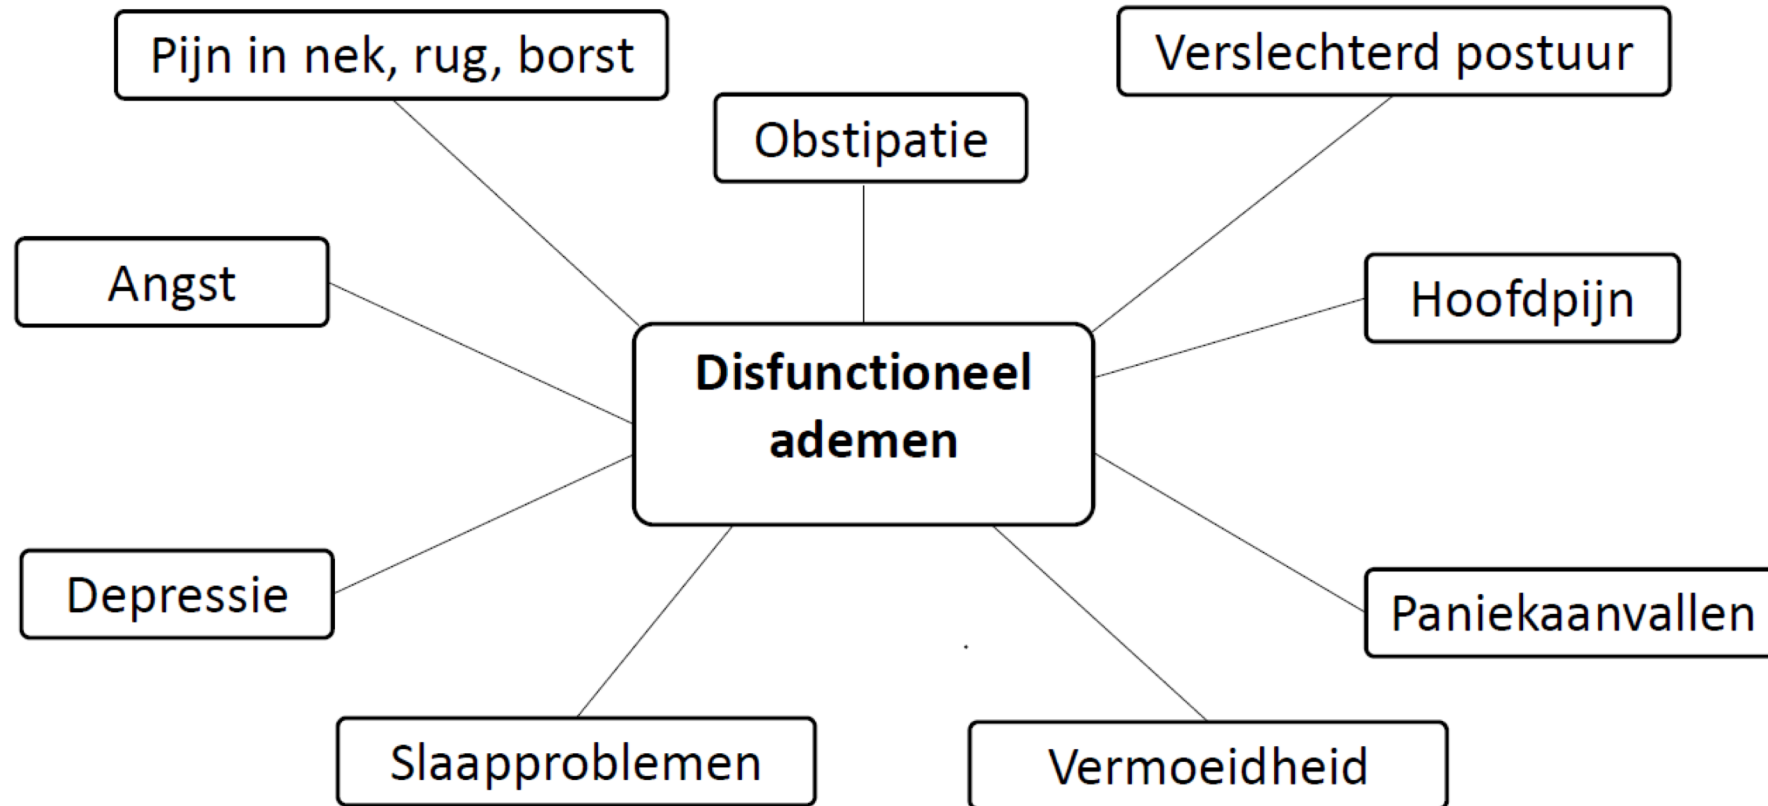 Pijn in nek, rug, borst
Verslechterd postuur
Obstipatie
Angst
Hoofdpijn
Disfunctioneel
ademen
Depressie
Paniekaanvallen
Slaapproblemen
Vermoeidheid